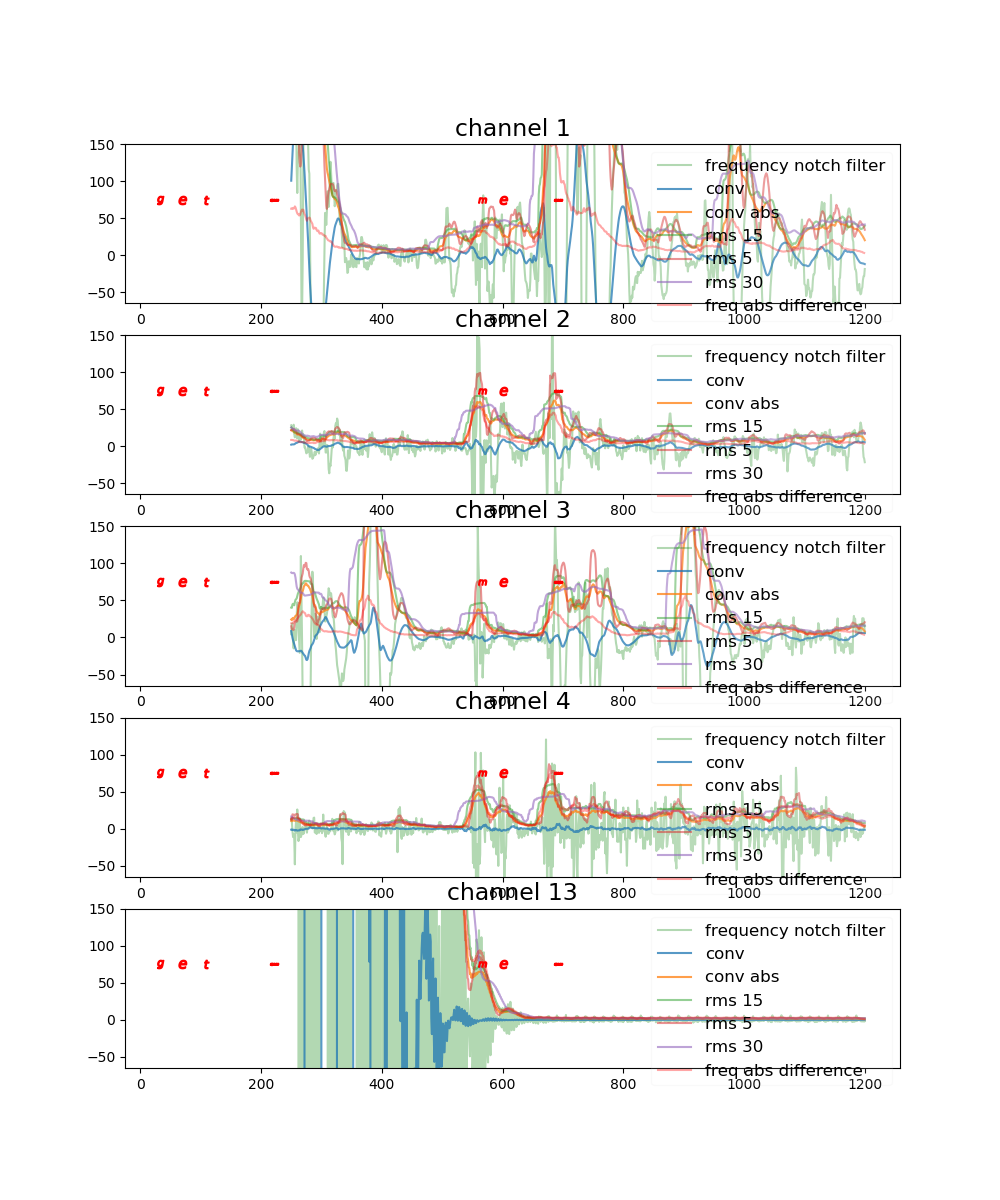 channel 1
150
100
50
0
−50
g e t - m e -
frequency notch filter
conv
conv abs
rms 15
rms 5
rms 30
freq abs difference
0 200 400 600 800 1000 1200
channel 2
150
100
50
0
−50
g e t - m e -
frequency notch filter
conv
conv abs
rms 15
rms 5
rms 30
freq abs difference
0 200 400 600 800 1000 1200
channel 3
150
100
50
0
−50
g e t - m e -
frequency notch filter
conv
conv abs
rms 15
rms 5
rms 30
freq abs difference
0 200 400 600 800 1000 1200
channel 4
150
100
50
0
−50
g e t - m e -
frequency notch filter
conv
conv abs
rms 15
rms 5
rms 30
freq abs difference
0 200 400 600 800 1000 1200
channel 13
150
100
50
0
−50
g e t - m e -
frequency notch filter
conv
conv abs
rms 15
rms 5
rms 30
freq abs difference
0 200 400 600 800 1000 1200